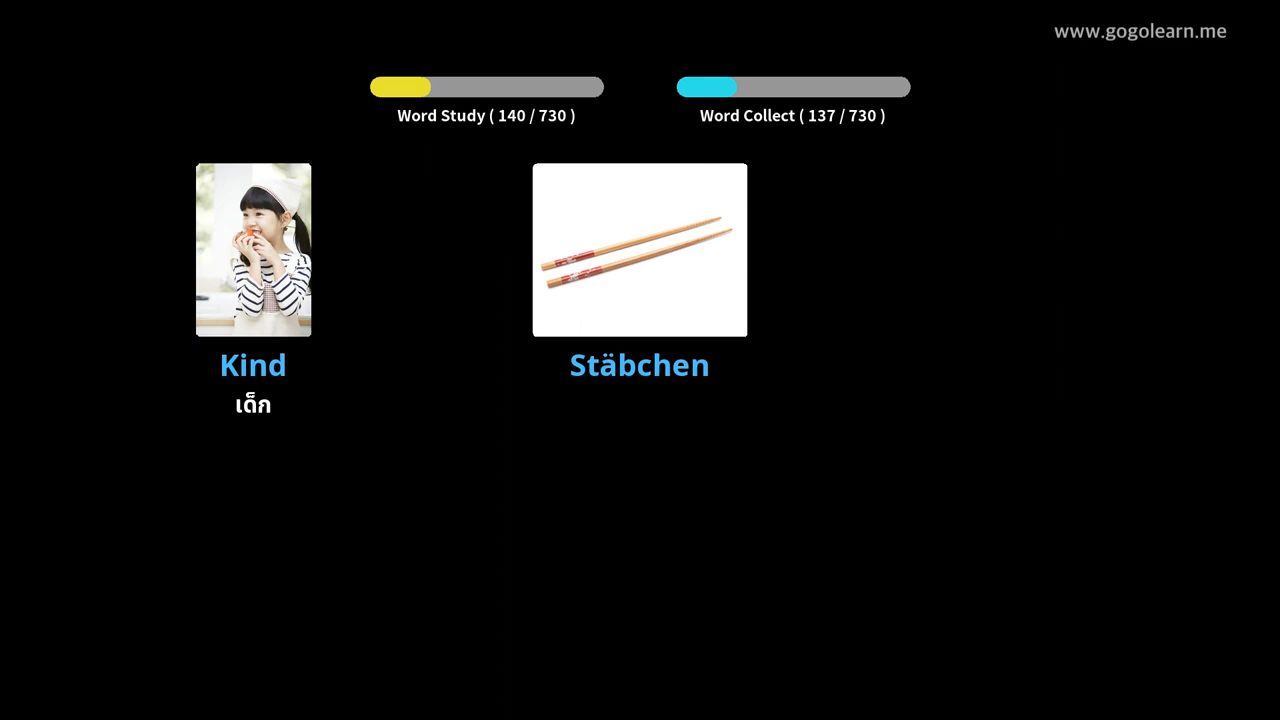 www.gogolearn.me
Word Study ( 140 / 730 )
Word Collect ( 137 / 730 )
Kind
Stäbchen
เด็ก